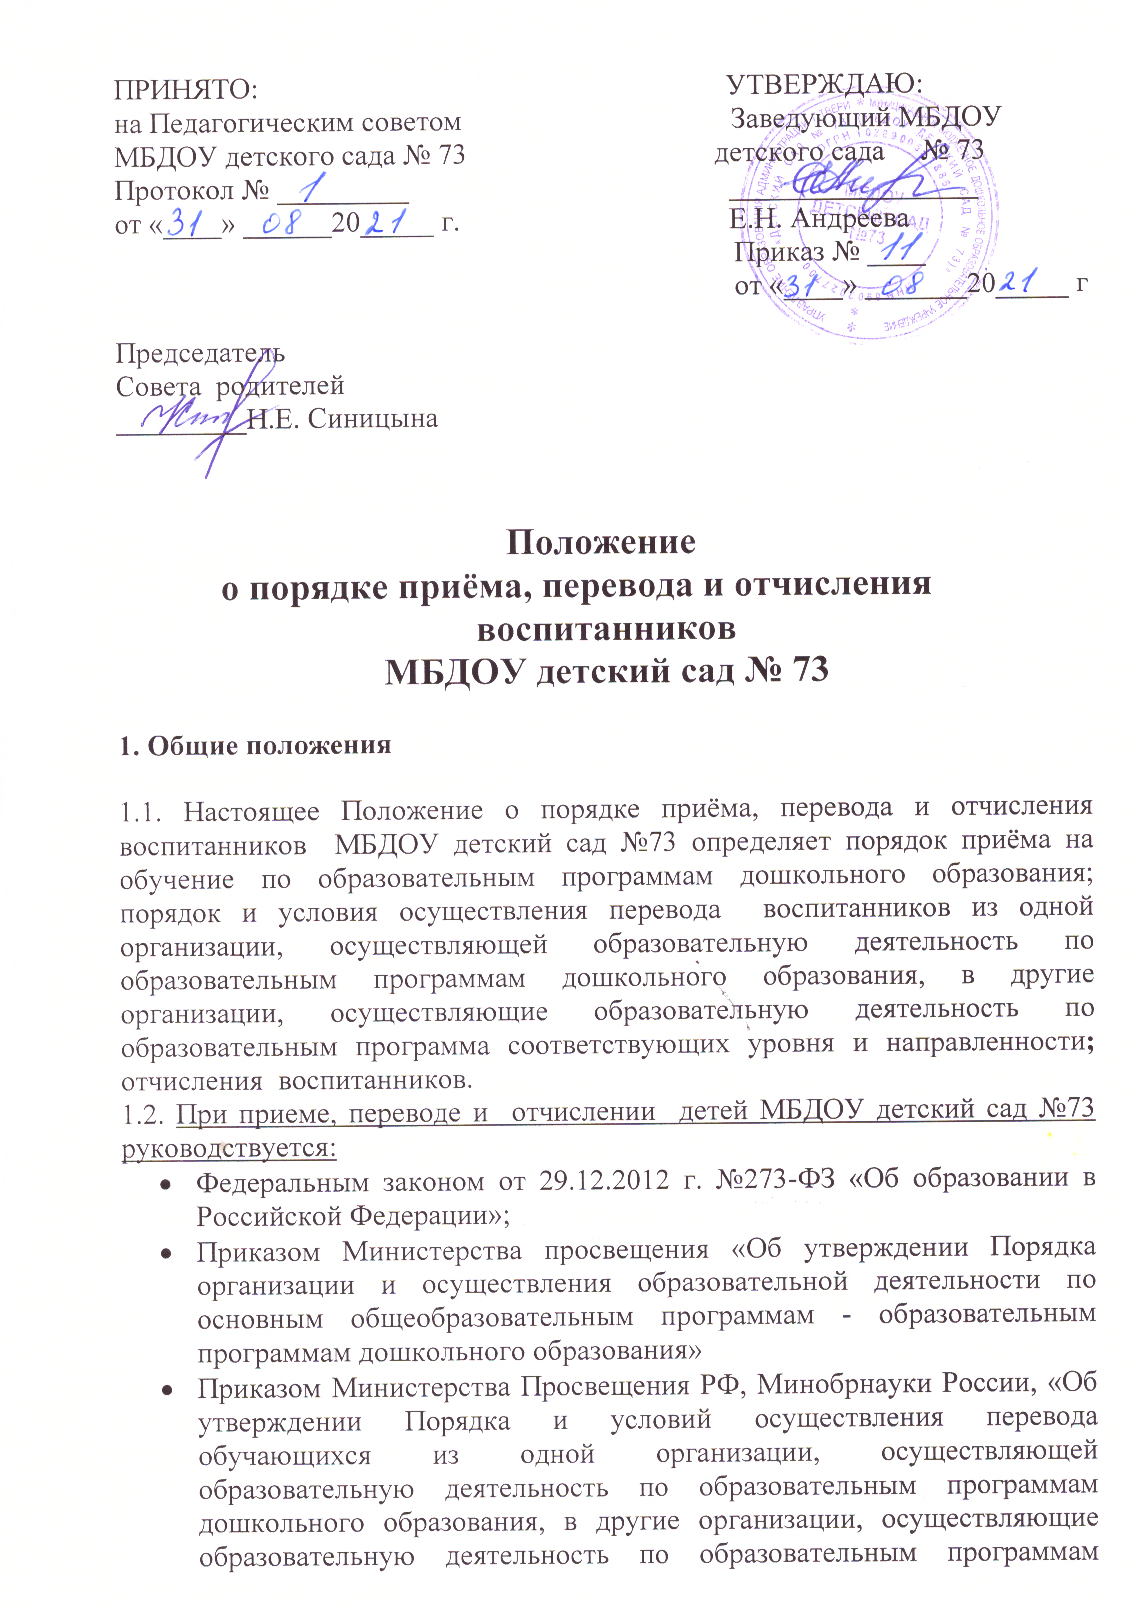 ПРИНЯТО:
на Педагогическим советом
МБДОУ детского сада № 73
Протокол № 1
от «31» 08 2021 г.
УТВЕРЖДАЮ:
Заведующий МБДОУ
детского сада № 73
Е.Н. Андреева
Приказ № 11
от «31» 08 2021 г
Председатель
Совета родителей
Н.Е. Синицына
Положение
о порядке приёма, перевода и отчисления
воспитанников
МБДОУ детский сад № 73
1. Общие положения
1.1. Настоящее Положение о порядке приёма, перевода и отчисления
воспитанников МБДОУ детский сад №73 определяет порядок приёма на
обучение по образовательным программам дошкольного образования;
порядок и условия осуществления перевода воспитанников из одной
организации, осуществляющей образовательную деятельность по
образовательным программам дошкольного образования, в другие
организации, осуществляющие образовательную деятельность по
образовательным программа соответствующих уровня и направленности;
отчисления воспитанников.
1.2. При приеме, переводе и отчислении детей МБДОУ детский сад №73
руководствуется:
• Федеральным законом от 29.12.2012 г. №273-ФЗ «Об образовании в
Российской Федерации»;
• Приказом Министерства просвещения «Об утверждении Порядка
организации и осуществления образовательной деятельности по
основным общеобразовательным программам - образовательным
программам дошкольного образования»
• Приказом Министерства Просвещения РФ, Минобрнауки России, «Об
утверждении Порядка и условий осуществления перевода
обучающихся из одной организации, осуществляющей
образовательную деятельность по образовательным программам
дошкольного образования, в другие организации, осуществляющие
образовательную деятельность по образовательным программам